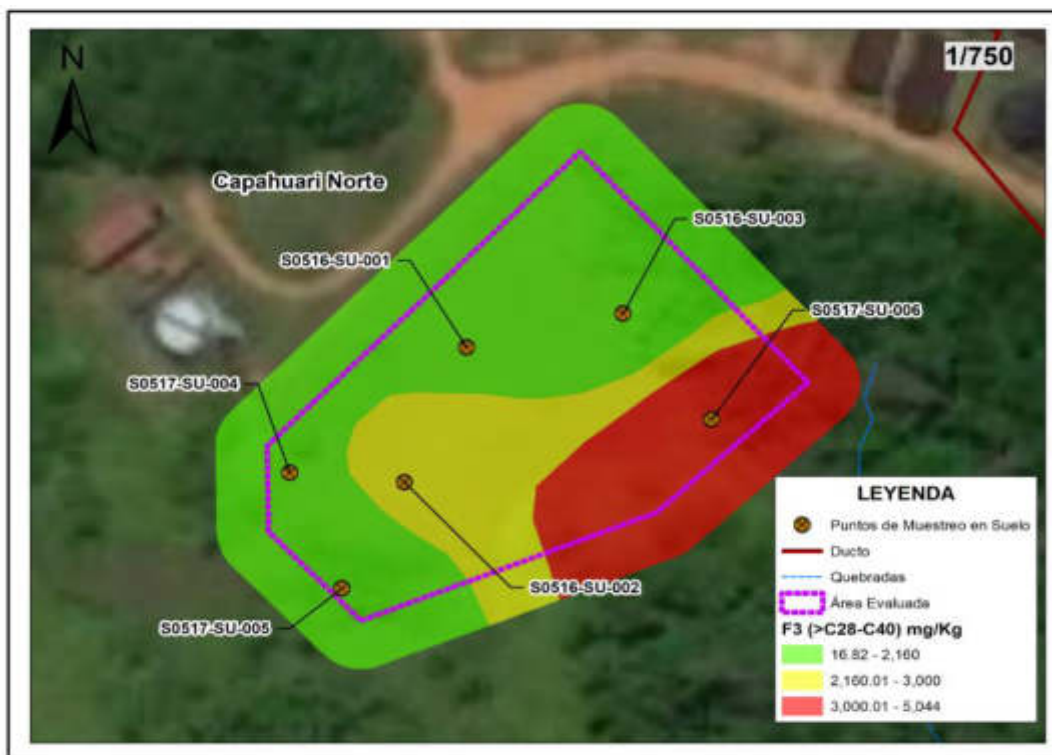 N
1/750
Capahuari Norte
S0516-SU-003
S0516-SU-001
S0517-SU-006
S0517-SU-004
S0516-SU-002
S0517-SU-005
LEYENDA
Puntos de Muestreo en Suelo
Ducto
Quebradas
Área Evaluada
F3 (>C28-C40) mg/Kg
16.82 - 2,160
2,160.01 - 3,000
3,000.01 - 5,044